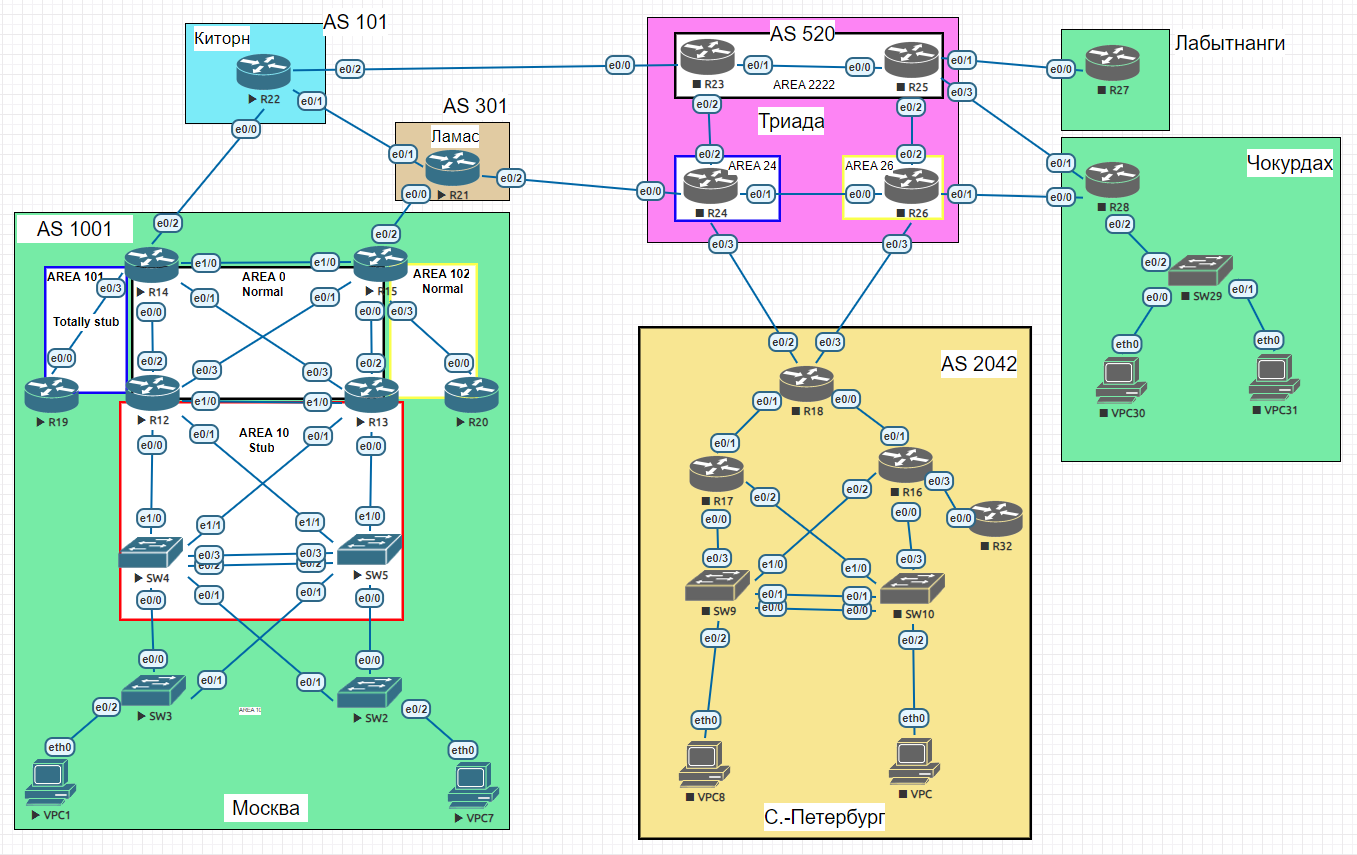 AS 101
Киторн
R22
e0/2
e0/1
e0/0
AS 301
Ламас
e0/1
R21
e0/2
e0/0
AS 520
e0/0
R23
e0/1
e0/0
R25
e0/1
AREA 2222
e0/3
e0/2
e0/2
Триада
e0/2
e0/2
AREA 24
AREA 26
e0/0
R24
e0/1
e0/0
R26
e0/1
e0/3
e0/3
Лабытнанги
e0/0
R27
Чокурдах
e0/1
e0/0
R28
e0/2
e0/2
SW29
e0/0
e0/1
eth0
eth0
VPC30
VPC31
AS 1001
e0/2
e0/2
AREA 101
R14
e1/0
AREA 0
Normal
e1/0
R15
AREA 102
Normal
e0/3
e0/1
e0/1
e0/0
e0/0
e0/3
Totally stub
e0/0
e0/2
e0/3
e0/3
e0/2
e0/0
R19
R12
e1/0
e1/0
R13
R20
e0/0
e0/1
AREA 10
Stub
e0/1
e0/0
e1/0
e1/1
e1/1
e1/0
SW4
e0/3
e0/2
e0/3
e0/2
SW5
e0/0
e0/1
e0/1
e0/0
e0/0
e0/1
e0/1
e0/0
SW3
SW2
AREA 10
e0/2
e0/2
eth0
eth0
VPC1
VPC7
Москва
e0/2
e0/3
AS 2042
R18
e0/1
e0/0
e0/1
e0/1
R17
R16
e0/2
e0/2
e0/3
e0/0
e0/0
e0/0
R32
e0/3
e1/0
e1/0
e0/3
SW9
e0/1
e0/0
e0/1
e0/0
SW10
e0/2
e0/2
eth0
eth0
VPC8
VPC
С.-Петербург